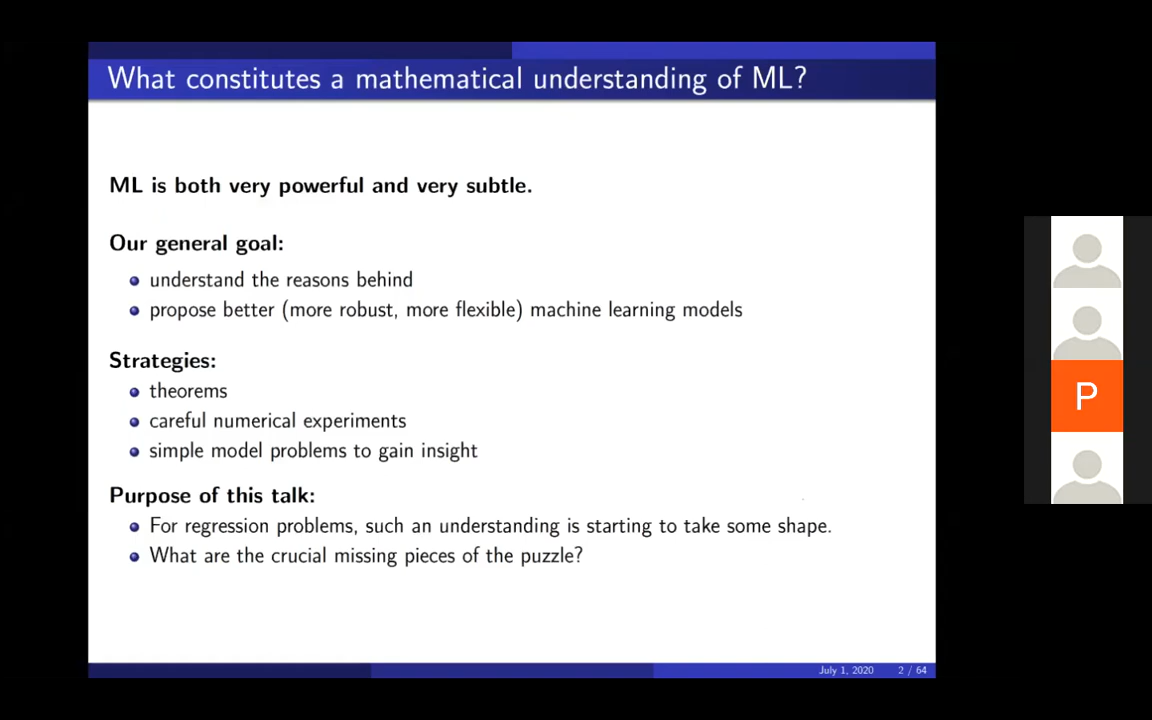 What constitutes a mathematical understanding of ML?
ML is both very powerful and very subtle.
Our general goal:
understand the reasons behind
propose better (more robust, more flexible) machine learning models
Strategies:
theorems
careful numerical experiments
simple model problems to gain insight
Purpose of this talk:
For regression problems, such an understanding is starting to take some shape.
What are the crucial missing pieces of the puzzle?
July 1, 2020 2 / 64
P